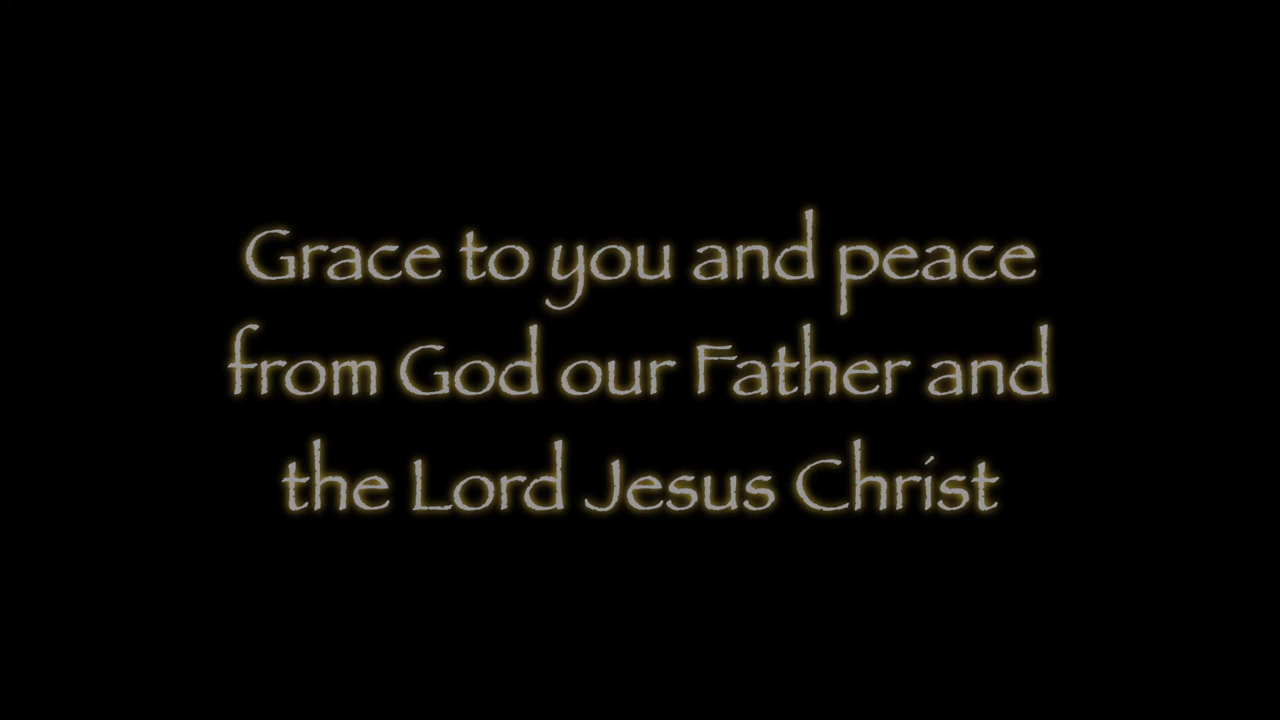 Grace to you and peace
from God our Father and
the Lord Jesus Christ